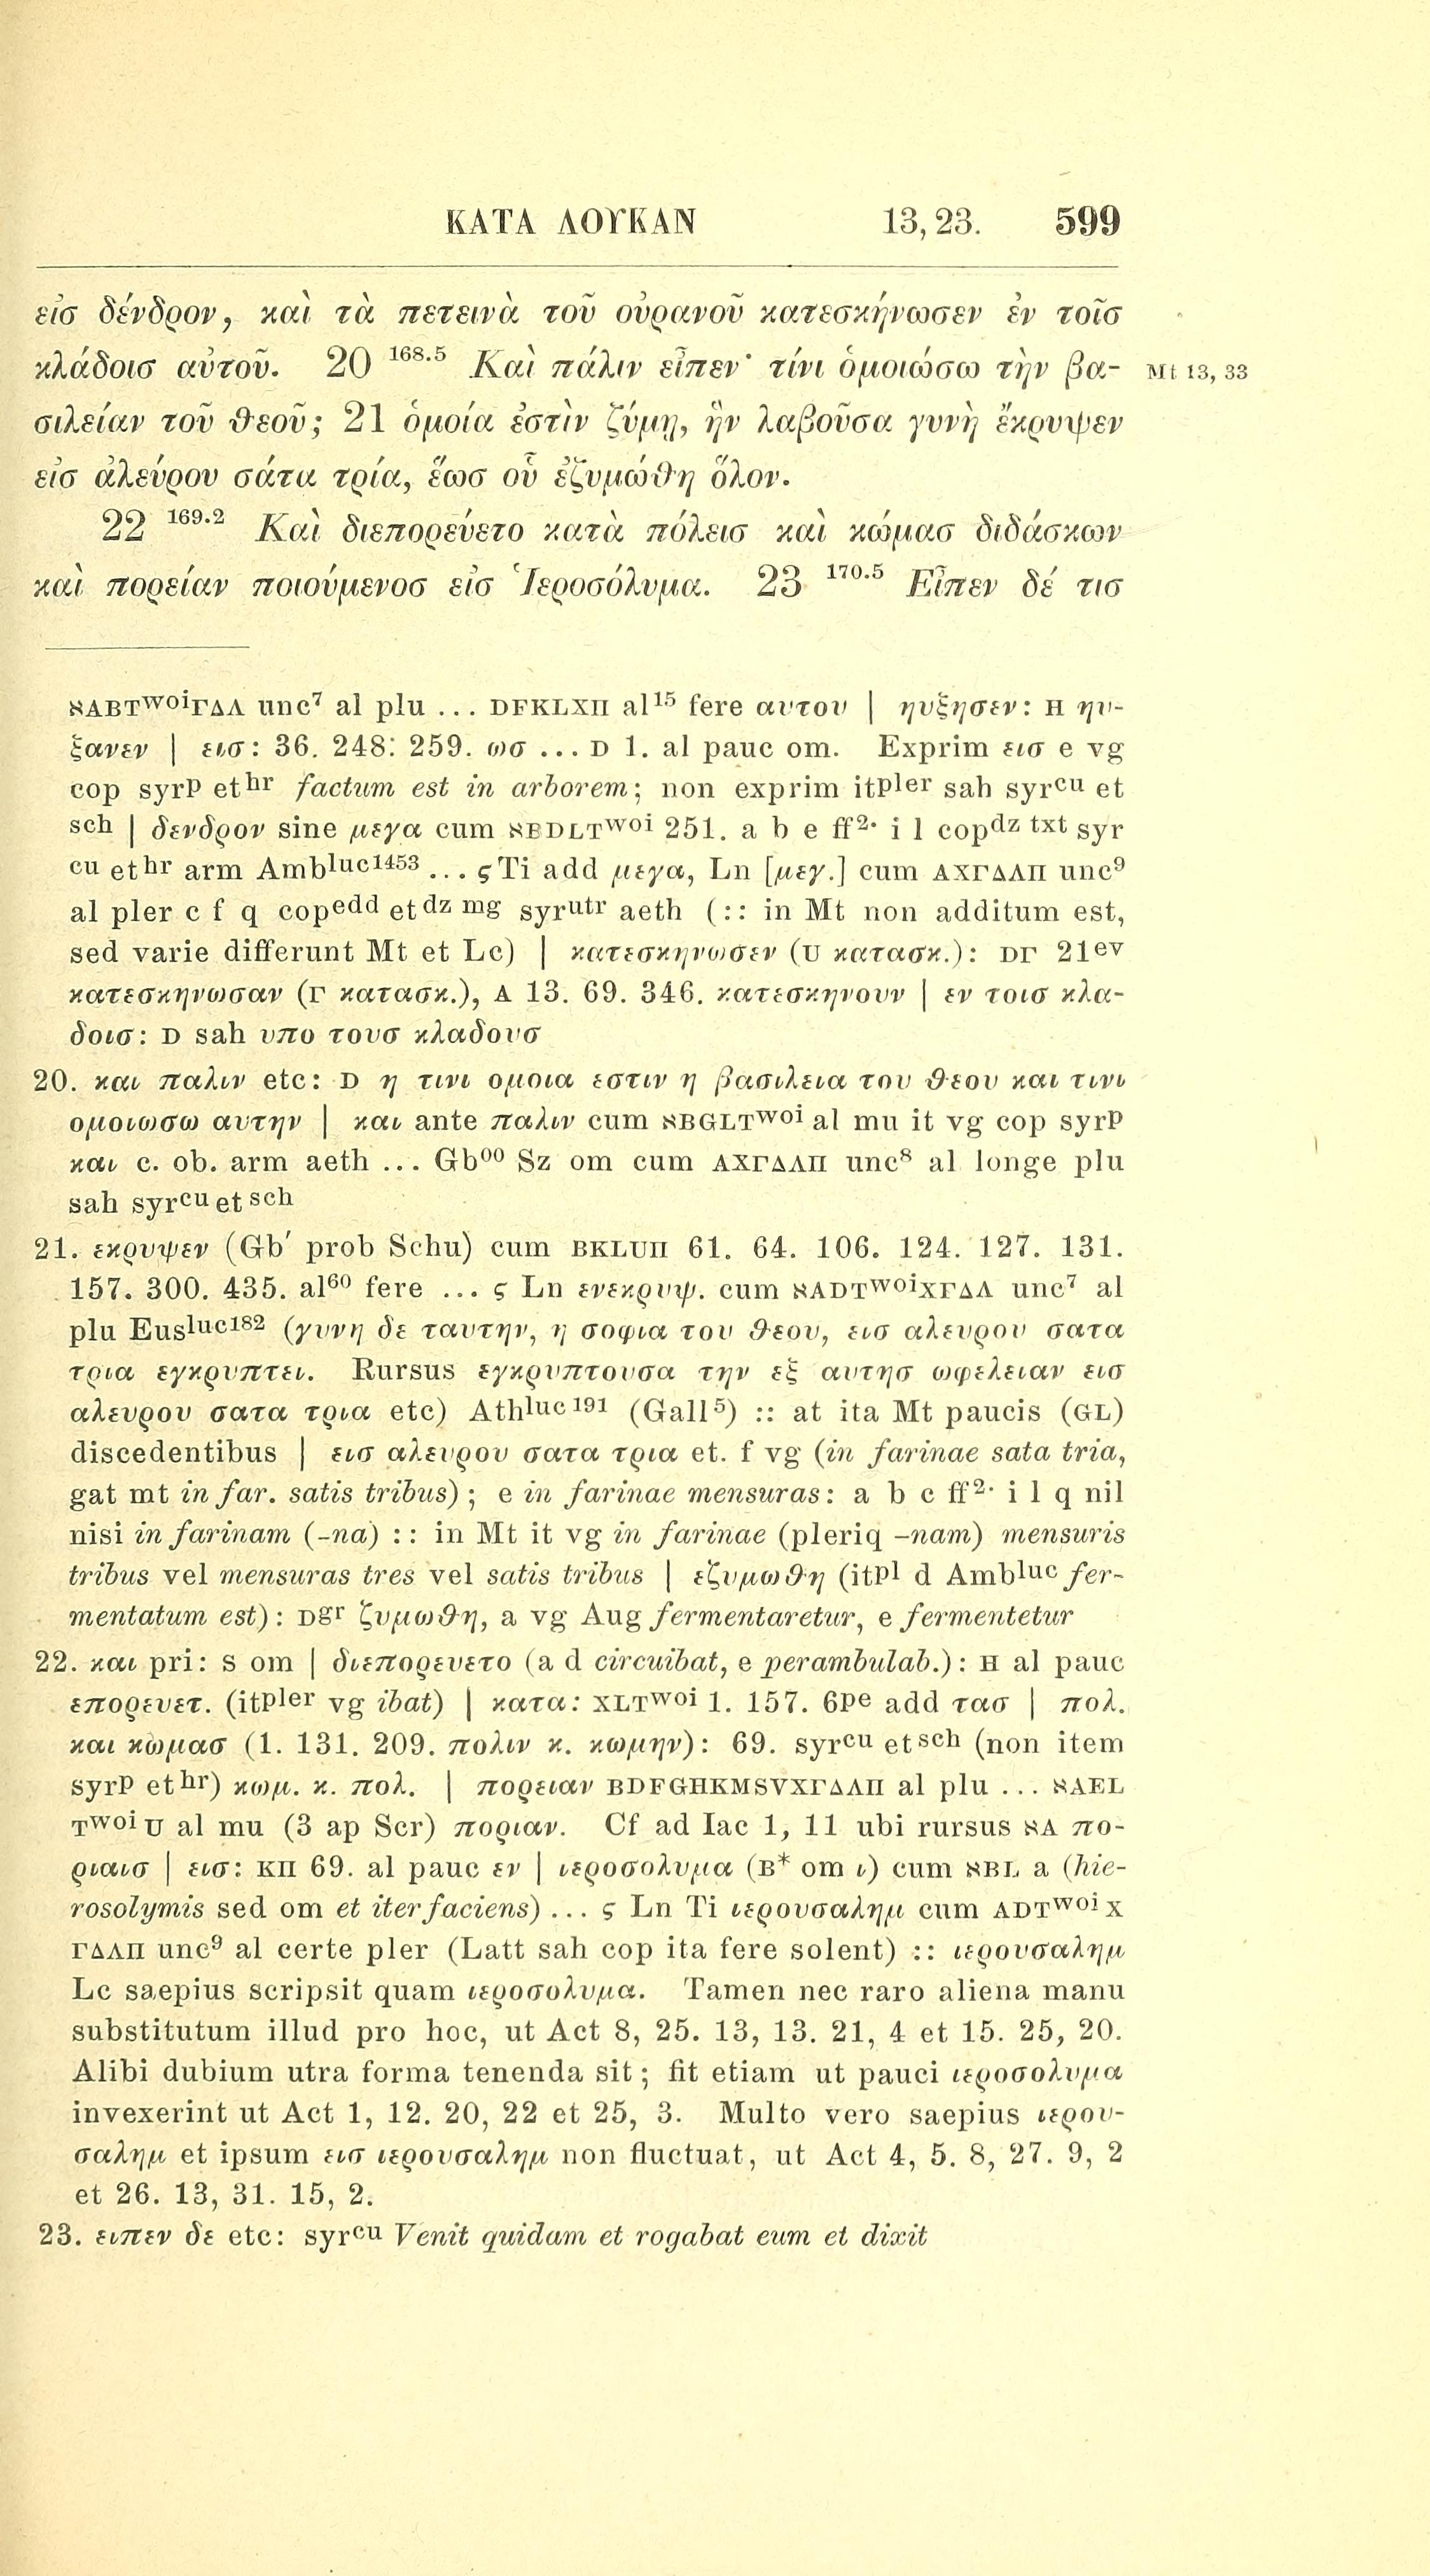 ΚΑΤΑ ΛΟΥΚΑΝ 13, 23. 599
εἰσ δένδρον, καὶ τὰ πετεινὰ τοῦ οὐρανοῦ κατεσκήνωσεν ἐν τοῖσ
κλάδοισ αὐτοῦ. 20 168.5 Καὶ πάλιν εἶπεν· τίνι ὁμοιώσω τὴν βα-
Mt 13, 33
σιλείαν τοῦ θεοῦ; 21 ὁμοία ἐστὶν ζύμῃ, ἣν λαβοῦσα γυνὴ ἔκρυψεν
εἰσ ἀλεύρου σάτα τρία, ἕωσ οὗ ἐζυμώθη ὅλον.
22 169.2 Καὶ διεπορεύετο κατὰ πόλεισ καὶ κώμασ διδάσκων
καὶ πορείαν ποιούμενοσ εἰσ Ἱεροσόλυμα. 23 170.5 Εἶπεν δέ τισ
ℵABTwoiΓΔΛ unc7 al plu ... DFKLXΠ al15 fere αυτου | ηυξησεν: H ηυ-
ξανεν | εισ: 36. 248. 259. ωσ ... D 1. al pauc om. Exprim εισ e vg
cop syrp et hr factum est in arborem; non exprim itpler sah syrcu et
sch | δενδρον sine μεγα cum ℵBDLTwoi 251. a b e ff2. i l copdz txt syr
cu et hr arm Ambluc1453 ... ϛ Ti add μεγα, Ln [μεγ.] cum AXΓΔΛΠ unc9
al pler c f q copedd et dz mg syrutr aeth (:: in Mt non additum est,
sed varie differunt Mt et Lc) | κατεσκηνωσεν (U κατασκ.): DΓ 21ev
κατεσκηνωσαν (Γ κατασκ.), A 13. 69. 346. κατεσκηνουν | εν τοισ κλα-
δοισ: D sah υπο τουσ κλαδουσ
20. και παλιν etc: D η τινι ομοια εστιν η βασιλεια του θεου και τινι
ομοιωσω αυτην | και ante παλιν cum ℵBGLTwoi al mu it vg cop syrp
και c. ob. arm aeth ... Gb00 Sz om cum AXΓΔΛΠ unc8 al longe plu
sah syrcu et sch
21. εκρυψεν (Gb′ prob Schu) cum BKLUΠ 61. 64. 106. 124. 127. 131.
157. 300. 435. al60 fere ... ϛ Ln ενεκρυψ. cum ℵADTwoiXΓΔΛ unc7 al
plu Eusluc182 (γυνη δε ταυτην, η σοφια του θεου, εισ αλευρου σατα
τρια εγκρυπτει. Rursus εγκρυπτουσα την εξ αυτησ ωφελειαν εισ
αλευρου σατα τρια etc) Athluc 191 (Gall5) :: at ita Mt paucis (GL)
discedentibus | εισ αλευρου σατα τρια et. f vg (in farinae sata tria,
gat mt in far. satis tribus); e in farinae mensuras: a b c ff2. i l q nil
nisi in farinam (-na) :: in Mt it vg in farinae (pleriq -nam) mensuris
tribus vel mensuras tres vel satis tribus | εζυμωθη (itpl d Ambluc fer-
mentatum est): Dgr ζυμωθη, a vg Aug fermentaretur, e fermentetur
22. και pri: S om | διεπορευετο (a d circuibat, e perambulab.): H al pauc
επορευετ. (itpler vg ibat) | κατα: XLTwoi 1. 157. 6pe add τασ | πολ.
και κωμασ (1. 131. 209. πολιν κ. κωμην): 69. syrcu et sch (non item
syrp et hr) κωμ. κ. πολ. | πορειαν BDFGHKMSVXΓΔΛΠ al plu ... ℵAEL
Twoi U al mu (3 ap Scr) ποριαν. Cf ad Iac 1, 11 ubi rursus ℵA πο-
ριαισ | εισ: KΠ 69. al pauc εν | ιεροσολυμα (B* om ι) cum ℵBL a (hie-
rosolymis sed om et iter faciens) ... ϛ Ln Ti ιερουσαλημ cum ADTwoi X
ΓΔΛΠ unc9 al certe pler (Latt sah cop ita fere solent) :: ιερουσαλημ
Lc saepius scripsit quam ιεροσολυμα. Tamen nec raro aliena manu
substitutum illud pro hoc, ut Act 8, 25. 13, 13. 21, 4 et 15. 25, 20.
Alibi dubium utra forma tenenda sit; fit etiam ut pauci ιεροσολυμα
invexerint ut Act 1, 12. 20, 22 et 25, 3. Multo vero saepius ιερου-
σαλημ et ipsum εισ ιερουσαλημ non fluctuat, ut Act 4, 5. 8, 27. 9, 2
et 26. 13, 31. 15, 2.
23. ειπεν δε etc: syrcu Venit quidam et rogabat eum et dixit